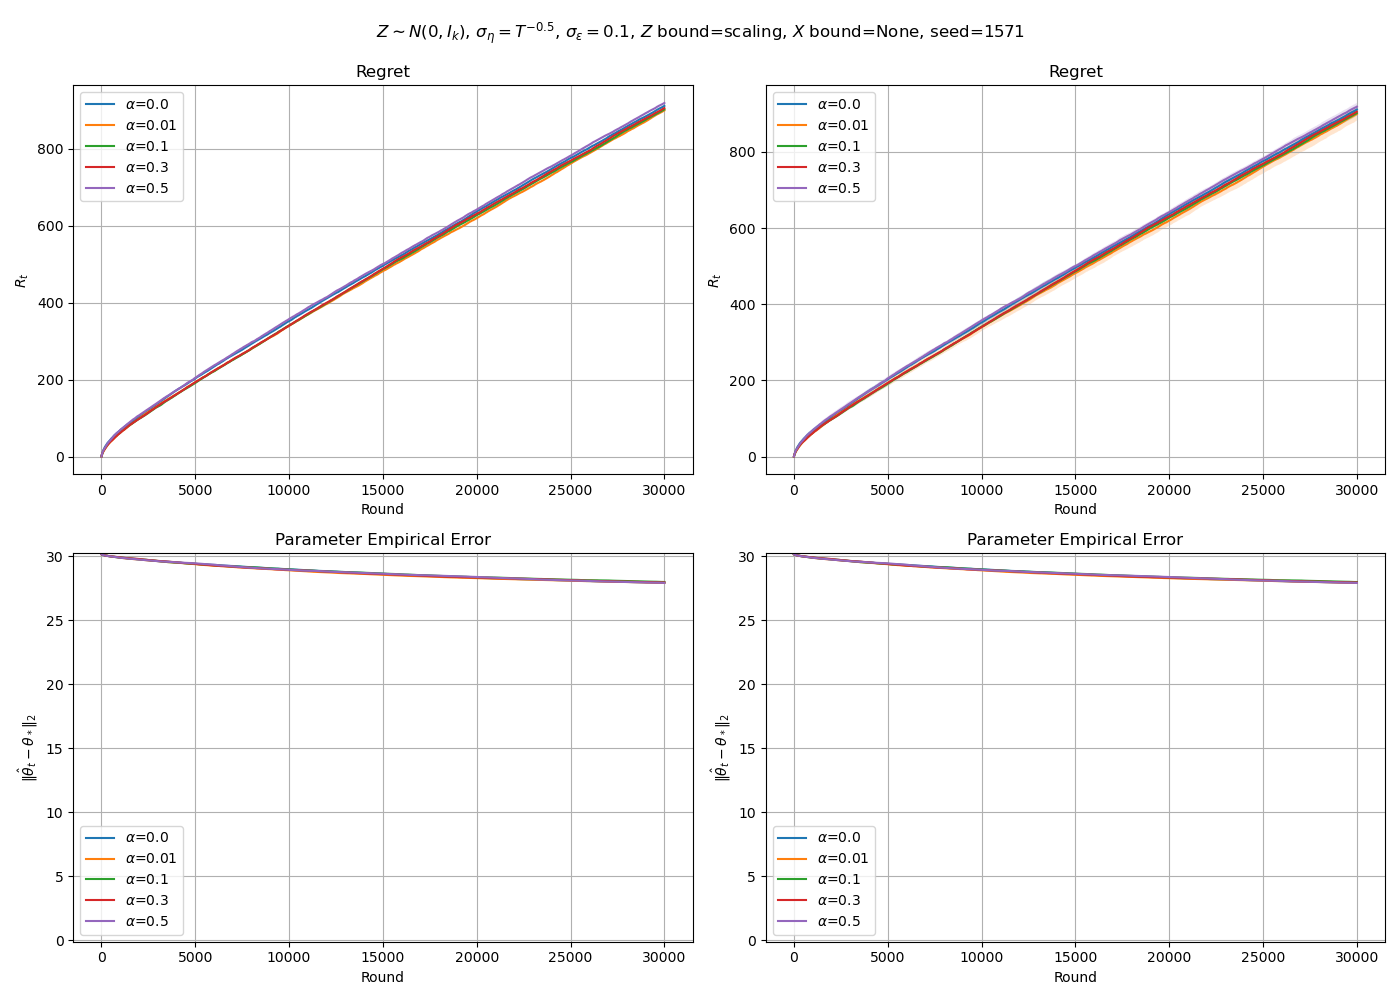 Z ∼ N(0, I_k), σ_η = T^{−0.5}, σ_ε = 0.1, Z bound=scaling, X bound=None, seed=1571
Regret
R_t
800
600
400
200
0
α=0.0
α=0.01
α=0.1
α=0.3
α=0.5
0 5000 10000 15000 20000 25000 30000
Round
Regret
R_t
800
600
400
200
0
α=0.0
α=0.01
α=0.1
α=0.3
α=0.5
0 5000 10000 15000 20000 25000 30000
Round
Parameter Empirical Error
‖θ̂_t − θ_*‖_2
30
25
20
15
10
5
0
α=0.0
α=0.01
α=0.1
α=0.3
α=0.5
0 5000 10000 15000 20000 25000 30000
Round
Parameter Empirical Error
‖θ̂_t − θ_*‖_2
30
25
20
15
10
5
0
α=0.0
α=0.01
α=0.1
α=0.3
α=0.5
0 5000 10000 15000 20000 25000 30000
Round